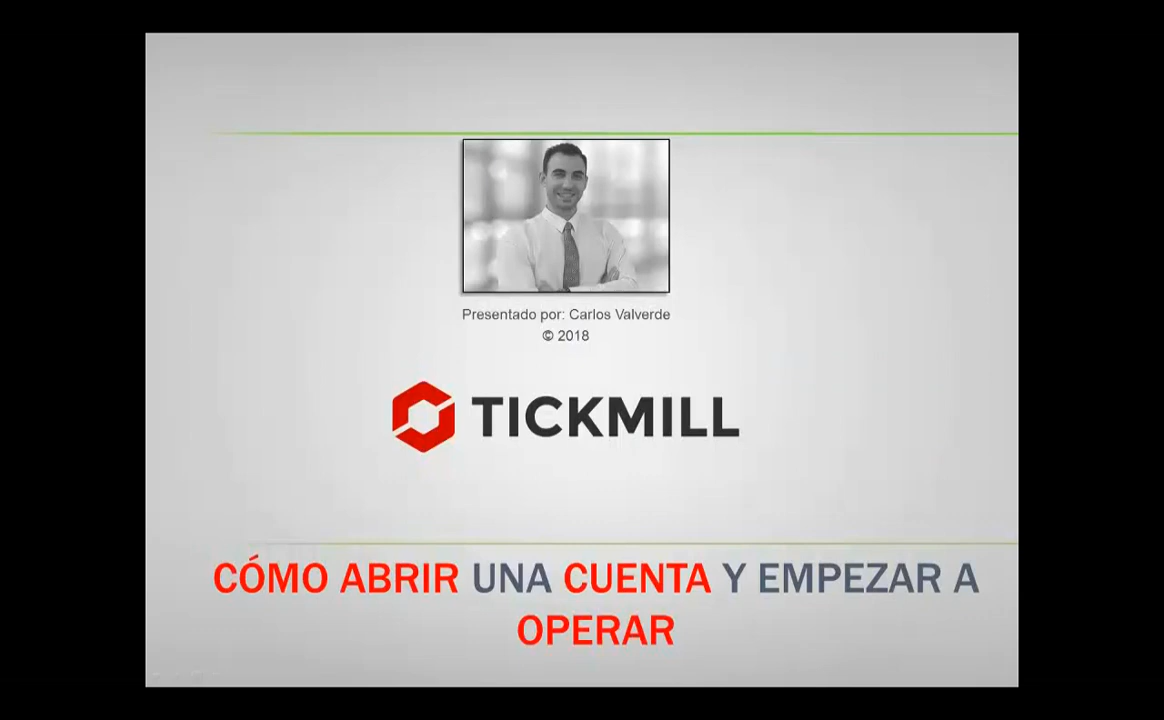 Presentado por: Carlos Valverde
© 2018
TICKMILL
CÓMO ABRIR UNA CUENTA Y EMPEZAR A
OPERAR